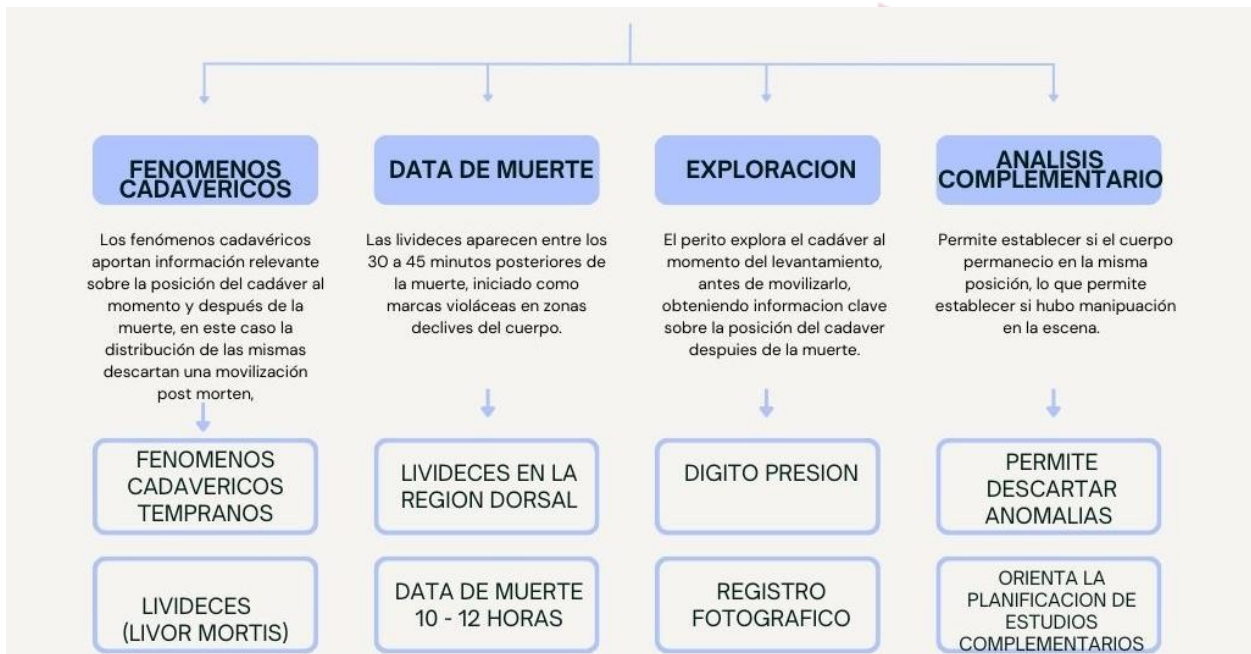 FENOMENOS
CADAVERICOS
Los fenómenos cadavéricos
aportan información relevante
sobre la posición del cadáver al
momento y después de la
muerte, en este caso la
distribución de las mismas
descartan una movilización
post morten,
FENOMENOS
CADAVERICOS
TEMPRANOS
LIVIDECES
(LIVOR MORTIS)
DATA DE MUERTE
Las livideces aparecen entre los
30 a 45 minutos posteriores de
la muerte, iniciado como
marcas violáceas en zonas
declives del cuerpo.
LIVIDECES EN LA
REGION DORSAL
DATA DE MUERTE
10 - 12 HORAS
EXPLORACION
El perito explora el cadáver al
momento del levantamiento,
antes de movilizarlo,
obteniendo informacion clave
sobre la posición del cadaver
despuies de la muerte.
DIGITO PRESION
REGISTRO
FOTOGRAFICO
ANALISIS
COMPLEMENTARIO
Permite establecer si el cuerpo
permanecio en la misma
posición, lo que permite
establecer si hubo manipuación
en la escena.
PERMITE
DESCARTAR
ANOMALIAS
ORIENTA LA
PLANIFICACION DE
ESTUDIOS
COMPLEMENTARIOS